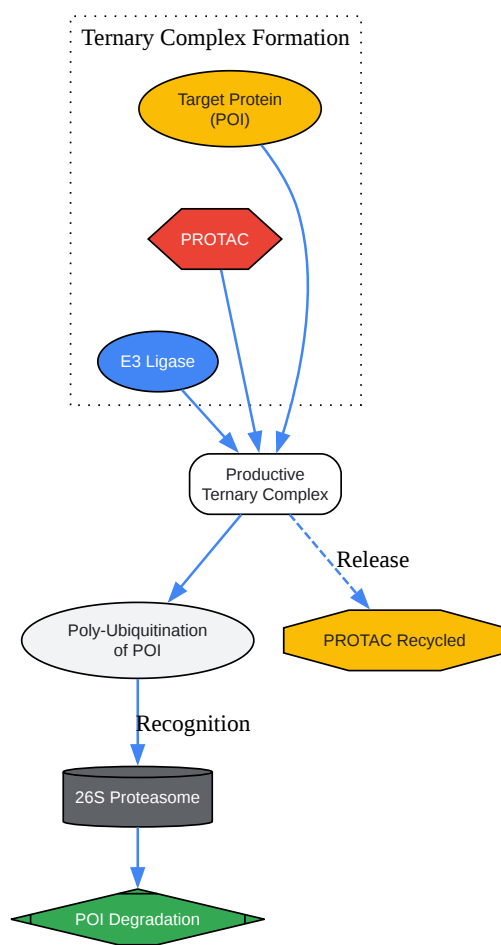 Ternary Complex Formation
Target Protein
(POI)
PROTAC
E3 Ligase
Productive
Ternary Complex
Release
Poly-Ubiquitination
of POI
PROTAC Recycled
Recognition
26S Proteasome
POI Degradation